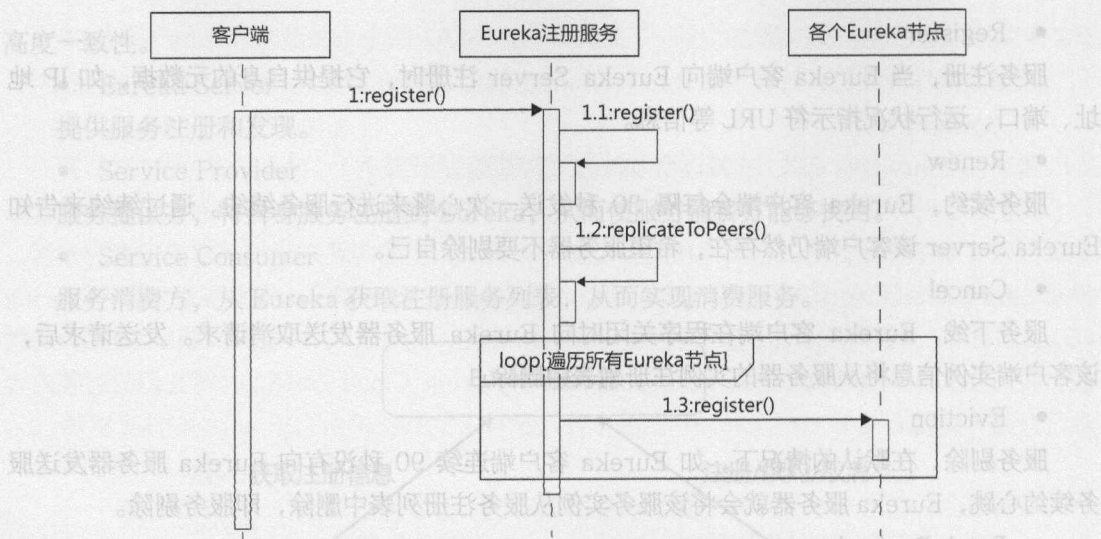 客户端
Eureka注册服务
各个Eureka节点
1:register()
1.1:register()
1.2:replicateToPeers()
loop[遍历所有Eureka节点]
1.3:register()
高度一致性。
提供服务注册和发现。
• Service Provider
• Service Consumer
服务消费方，从 Eureka 获取注册服务列表，从而实现消费服务。
• Register
服务注册，当 Eureka 客户端向 Eureka Server 注册时，它提供自身的元数据，如 IP 地
址、端口，运行状况指示符 URL 等
• Renew
服务续约，Eureka 客户端会每隔 30 秒发送一次心跳来进行服务续约。通过续约来告知
Eureka Server 该客户端仍然存在，希望服务器不要剔除自己。
• Cancel
服务下线，Eureka 客户端在程序关闭时向 Eureka 服务器发送取消请求。发送请求后，
该客户端实例信息将从服务器的实例注册
• Eviction
服务剔除，在默认的情况下，如 Eureka 客户端连续 90 秒没有向 Eureka 服务器发送服
务续约心跳，Eureka 服务器就会将该服务实例从服务注册列表中删除，即服务剔除。
获取注册信息